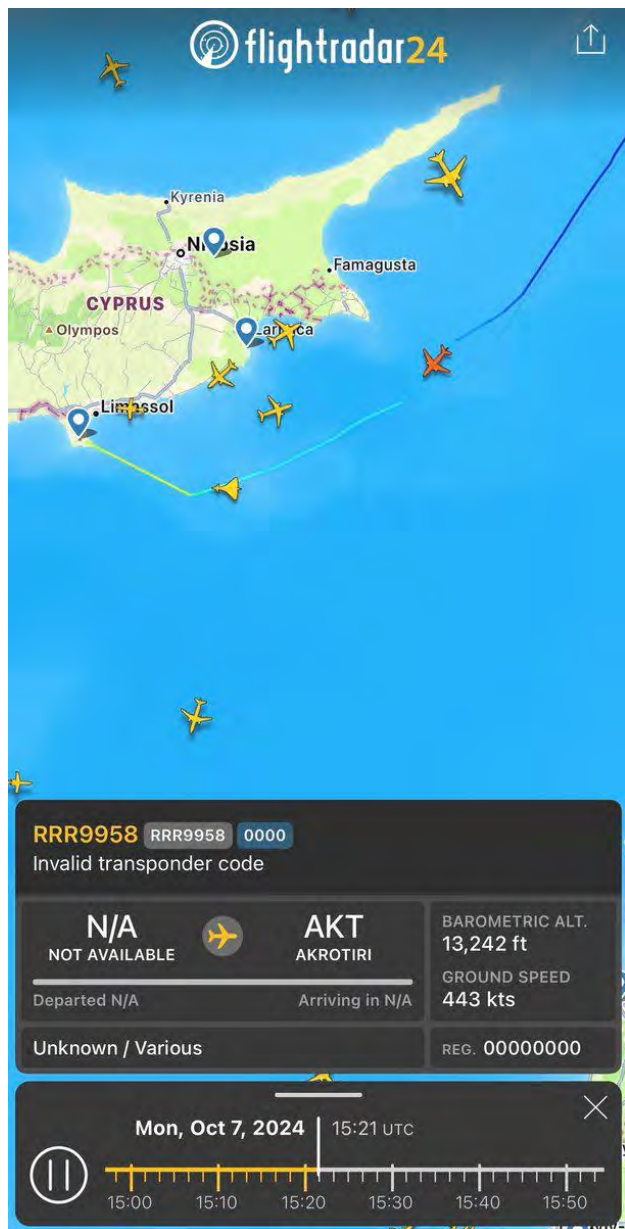 flightradar24
Kyrenia
Famagusta
CYPRUS
Olympos
Limassol
RRR9958 RRR9958 0000
Invalid transponder code
N/A AKT
NOT AVAILABLE AKROTIRI
Departed N/A Arriving in N/A
BAROMETRIC ALT.
13,242 ft
GROUND SPEED
443 kts
Unknown / Various
REG. 00000000
Mon, Oct 7, 2024 15:21 UTC
15:00 15:10 15:20 15:30 15:40 15:50